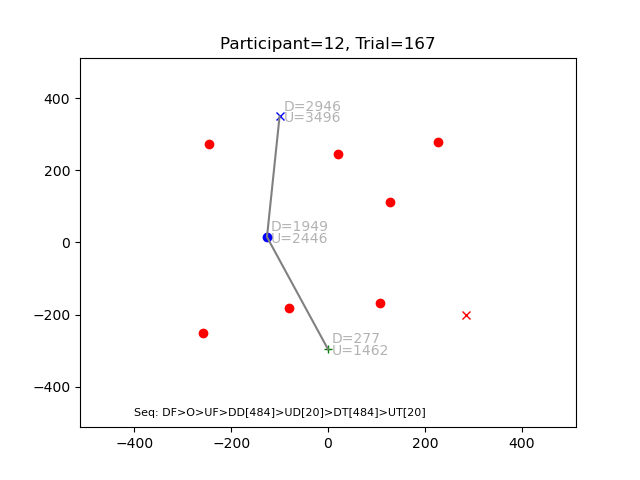 Participant=12, Trial=167
400
200
0
−200
−400
D=2946
U=3496
D=1949
U=2446
D=277
U=1462
Seq: DF>O>UF>DD[484]>UD[20]>DT[484]>UT[20]
−400 −200 0 200 400